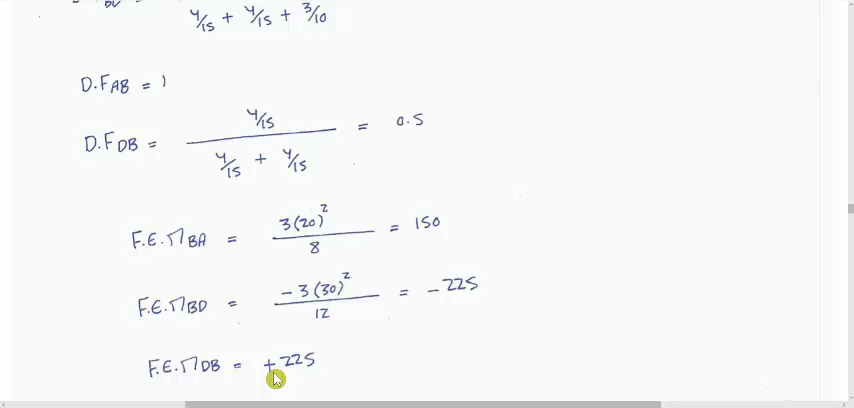 BD
4/15 + 4/15 + 3/10
D.F AB = 1
D.F DB = 4/15 / 4/15 + 4/15 = 0.5
F.E.M BA = 3(20)² / 8 = 150
F.E.M BD = -3(30)² / 12 = -225
F.E.M DB = +225